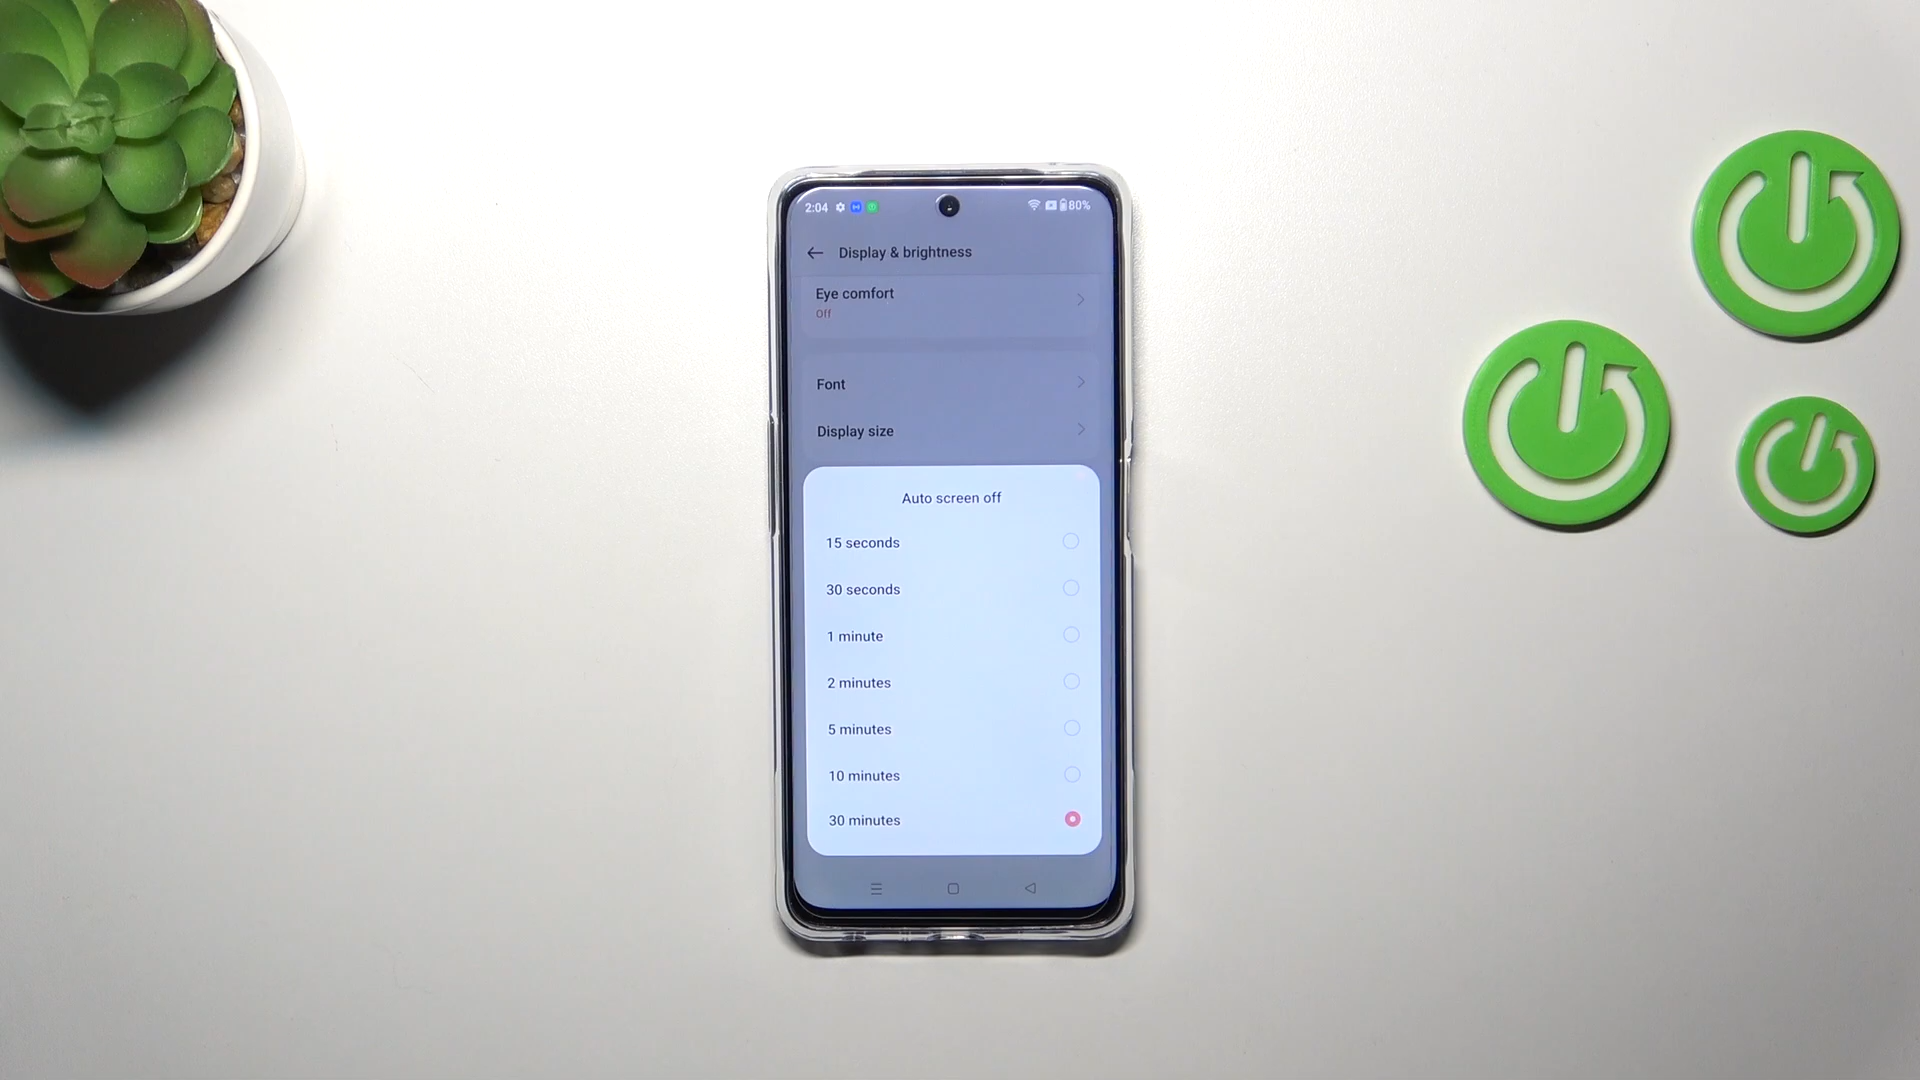 2:04 80%
Display & brightness
Eye comfort
Off
Font
Display size
Auto screen off
15 seconds
30 seconds
1 minute
2 minutes
5 minutes
10 minutes
30 minutes